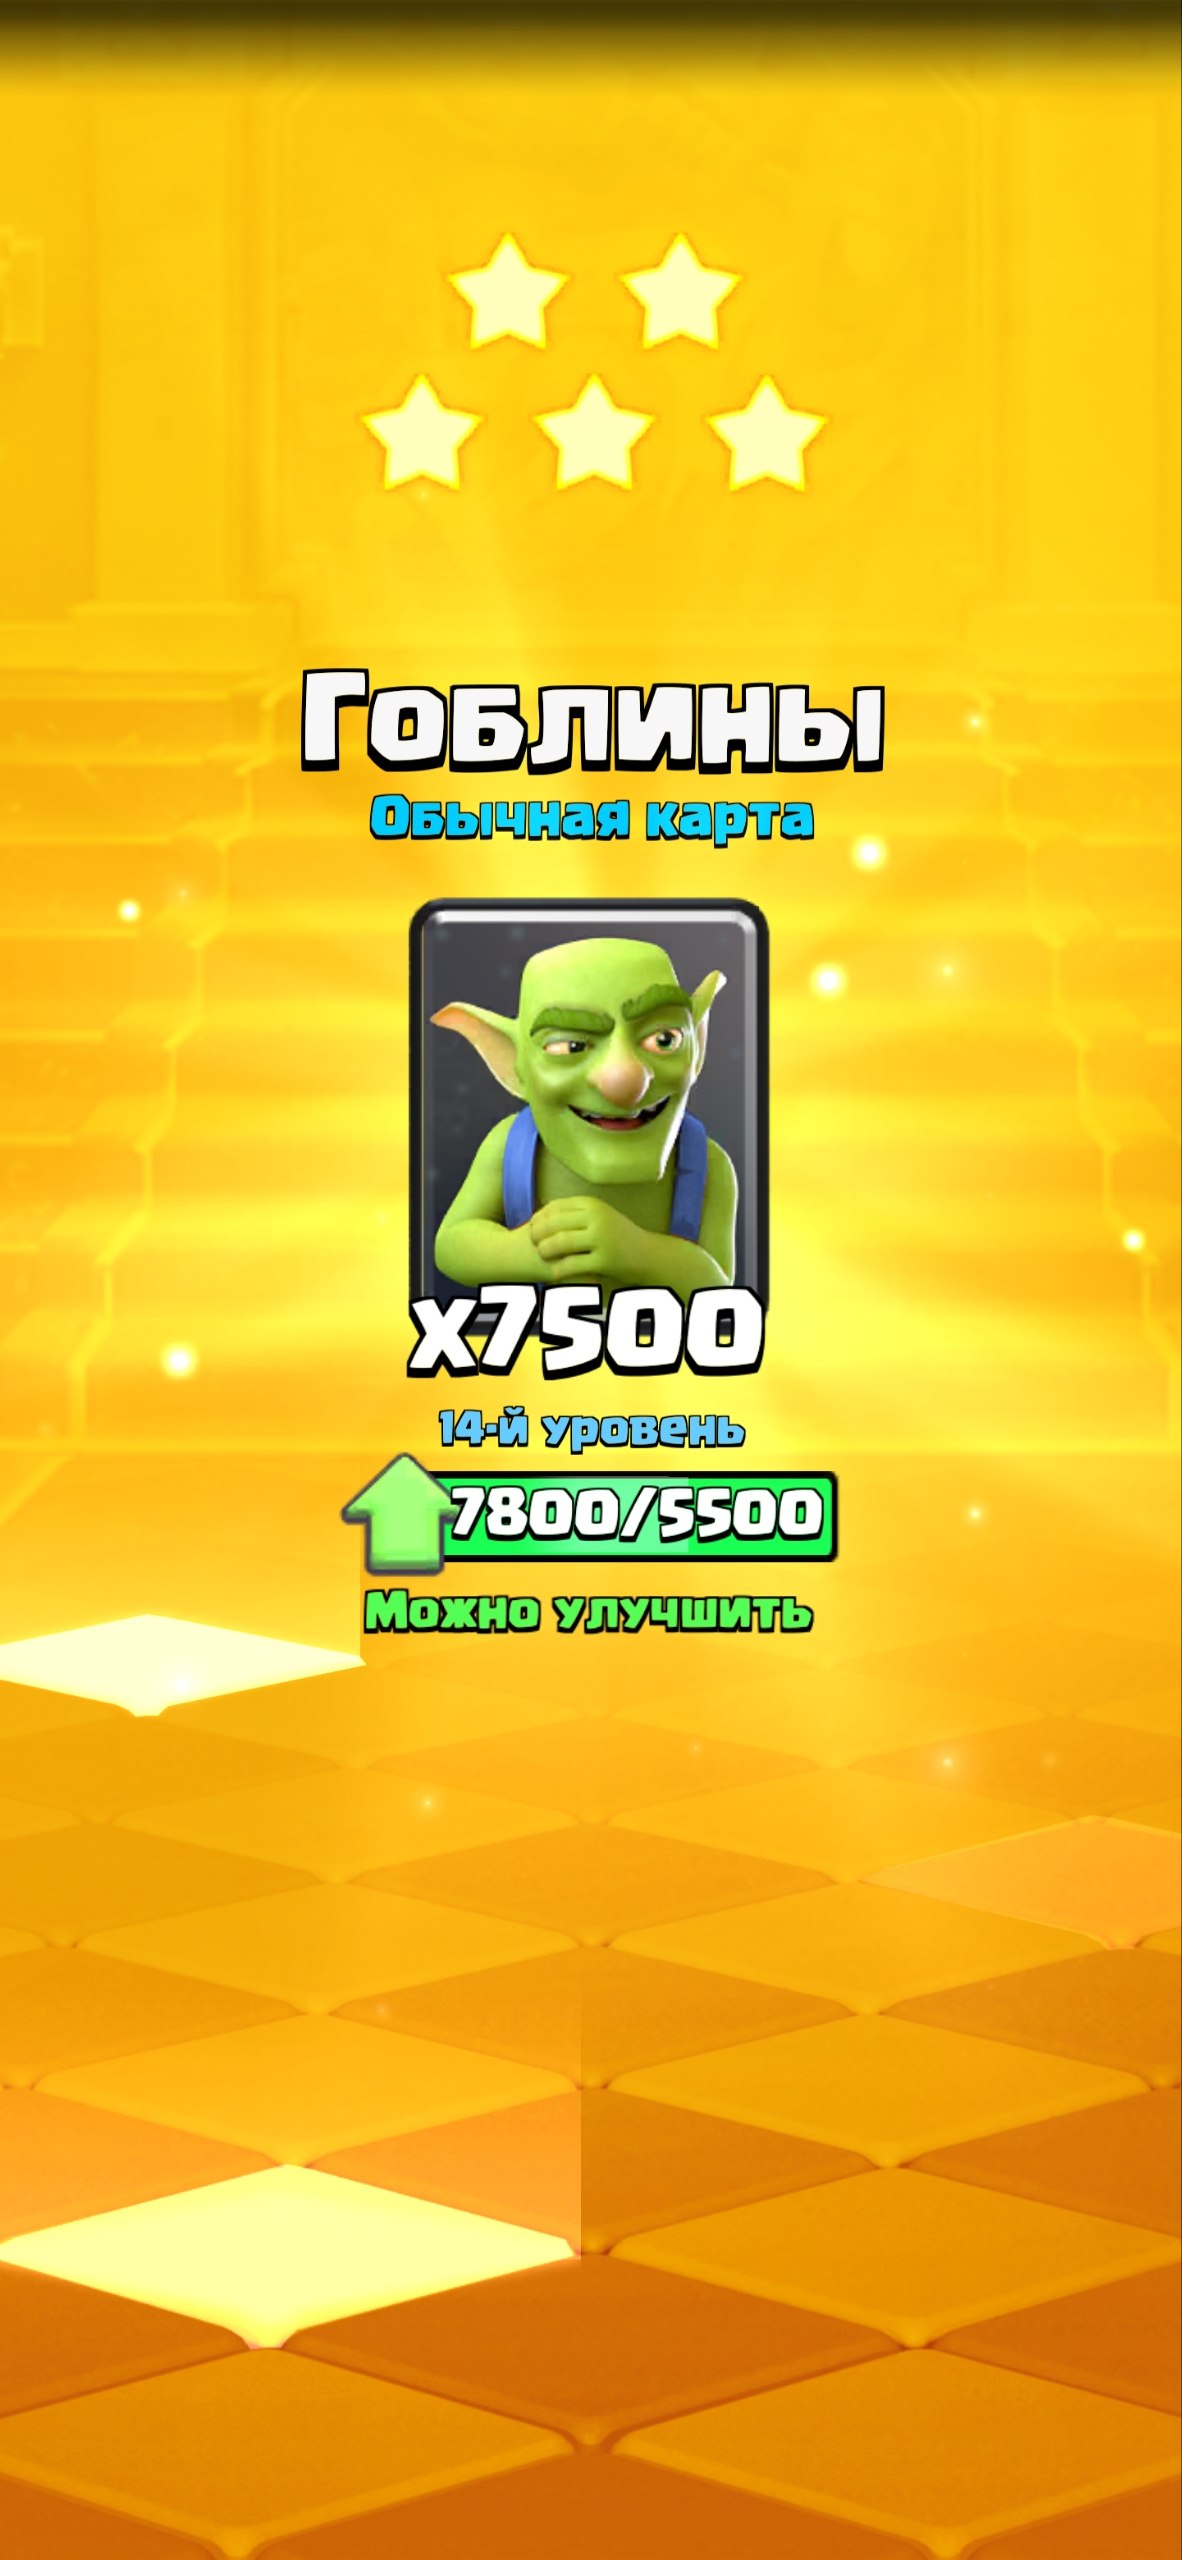 Гоблины
Обычная карта
x7500
14-й уровень
7800/5500
Можно улучшить